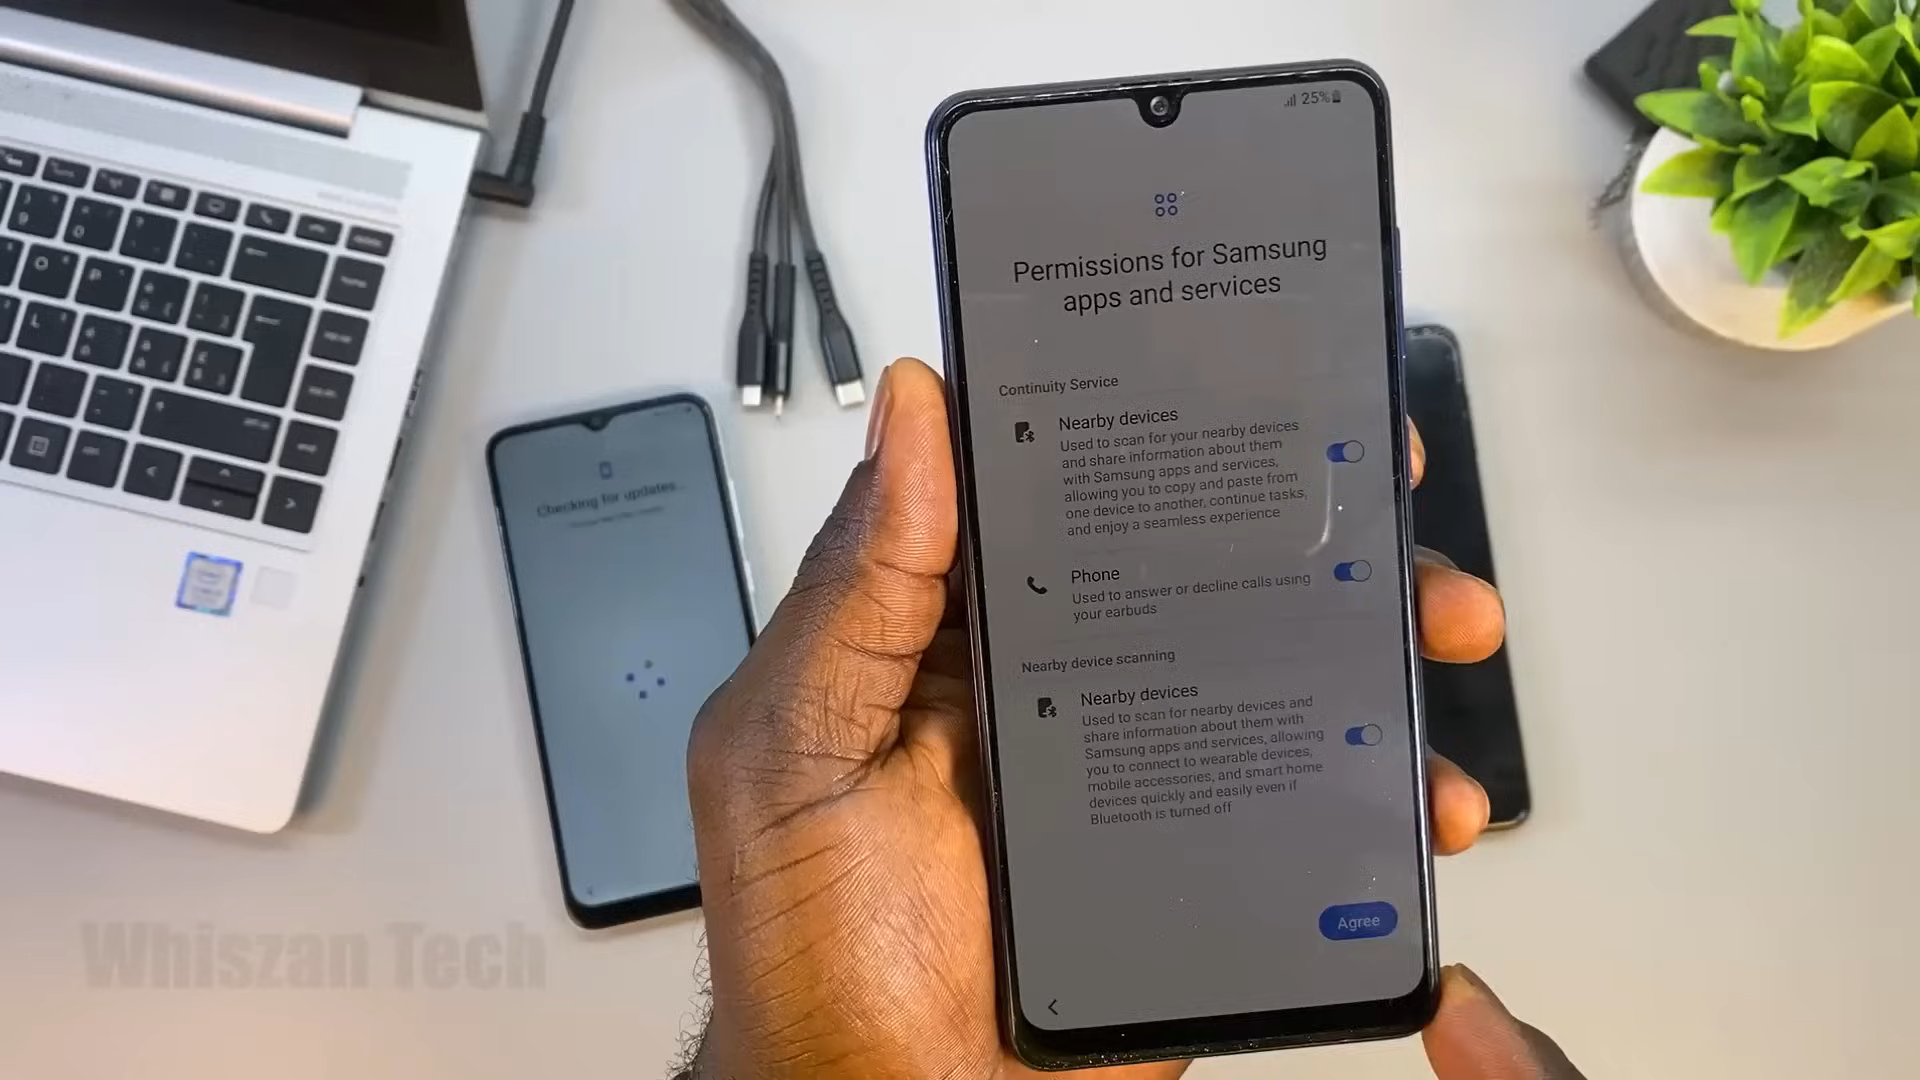 25%
Permissions for Samsung
apps and services
Continuity Service
Nearby devices
Used to scan for your nearby devices
and share information about them
with Samsung apps and services,
allowing you to copy and paste from
one device to another, continue tasks,
and enjoy a seamless experience
Phone
Used to answer or decline calls using
your earbuds
Nearby device scanning
Nearby devices
Used to scan for nearby devices and
share information about them with
Samsung apps and services, allowing
you to connect to wearable devices,
mobile accessories, and smart home
devices quickly and easily even if
Bluetooth is turned off
Agree
Checking for updates...
Whiszan Tech